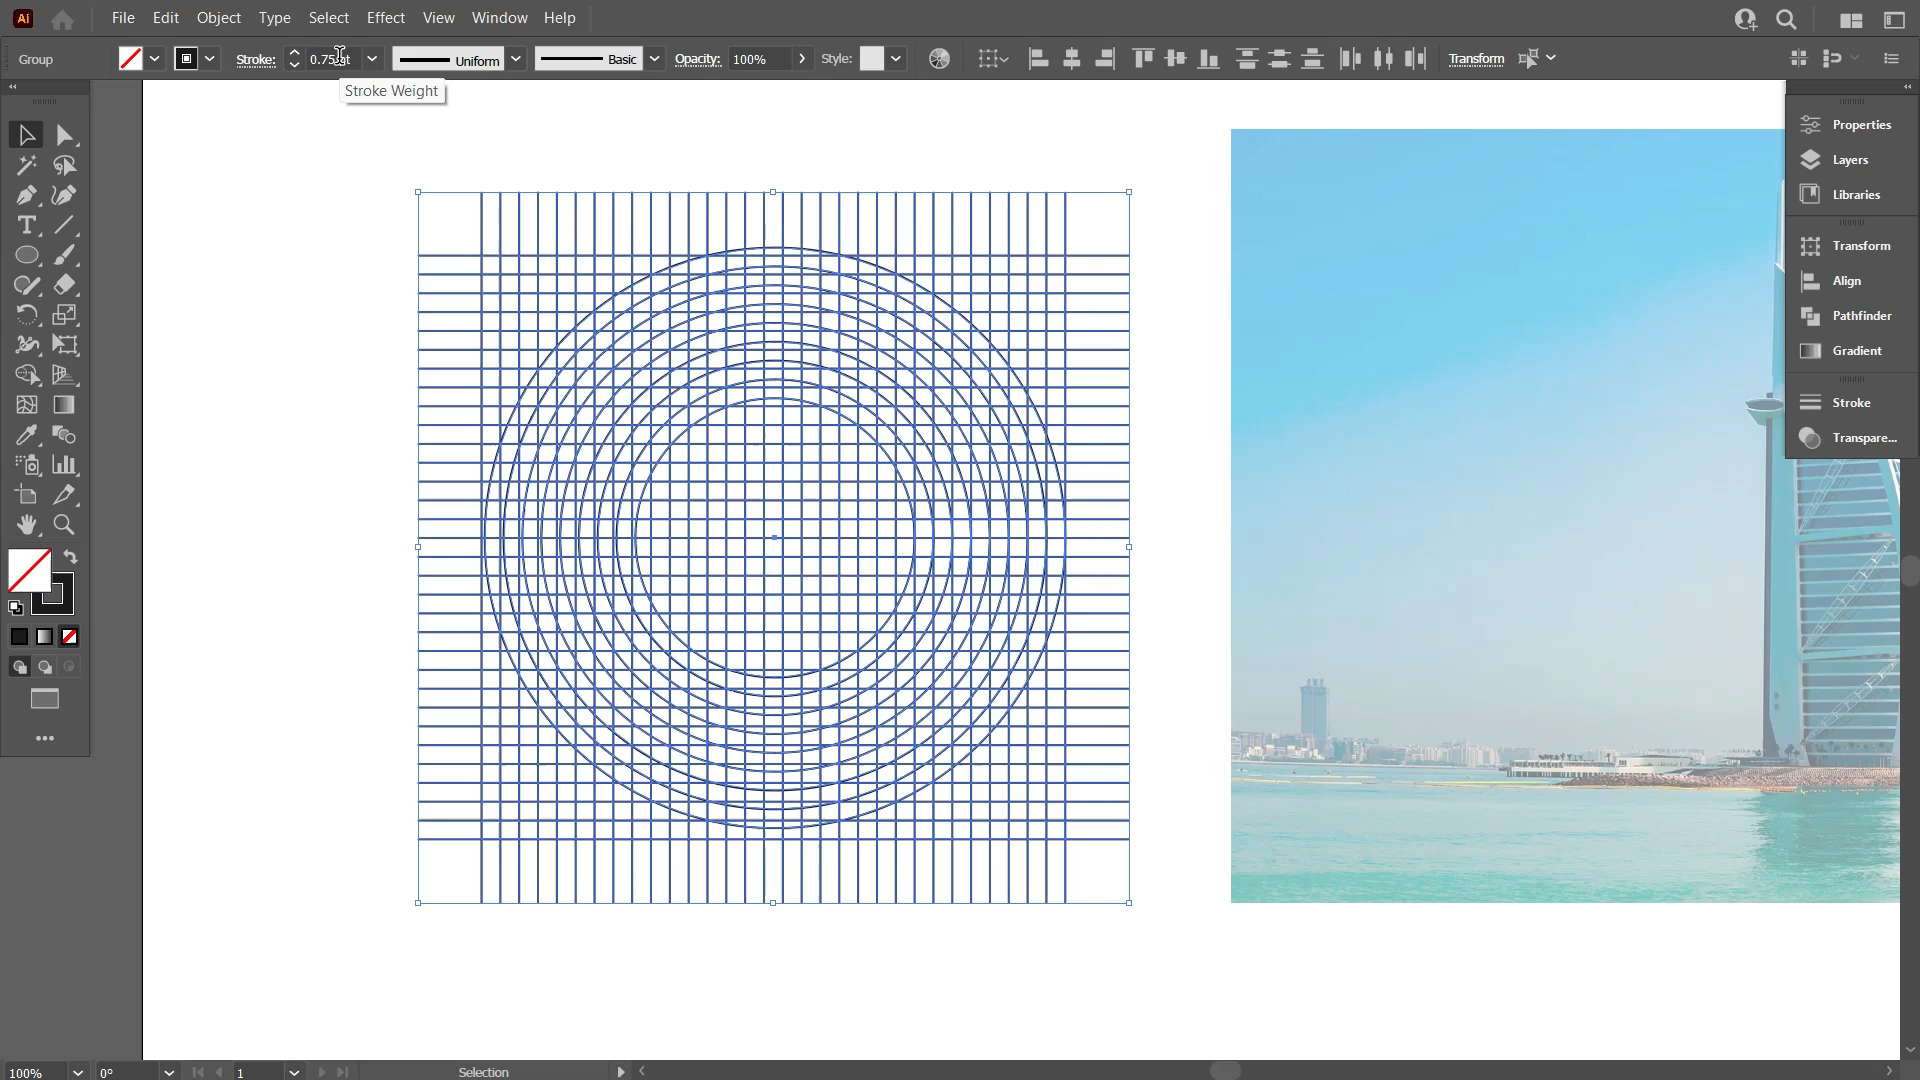 Ai File Edit Object Type Select Effect View Window Help
Group Stroke: Uniform Basic Opacity: 100% Style: Transform
Stroke Weight
Properties
Layers
Libraries
Transform
Align
Pathfinder
Gradient
Stroke
Transpare...
T
100% 0° 1 Selection